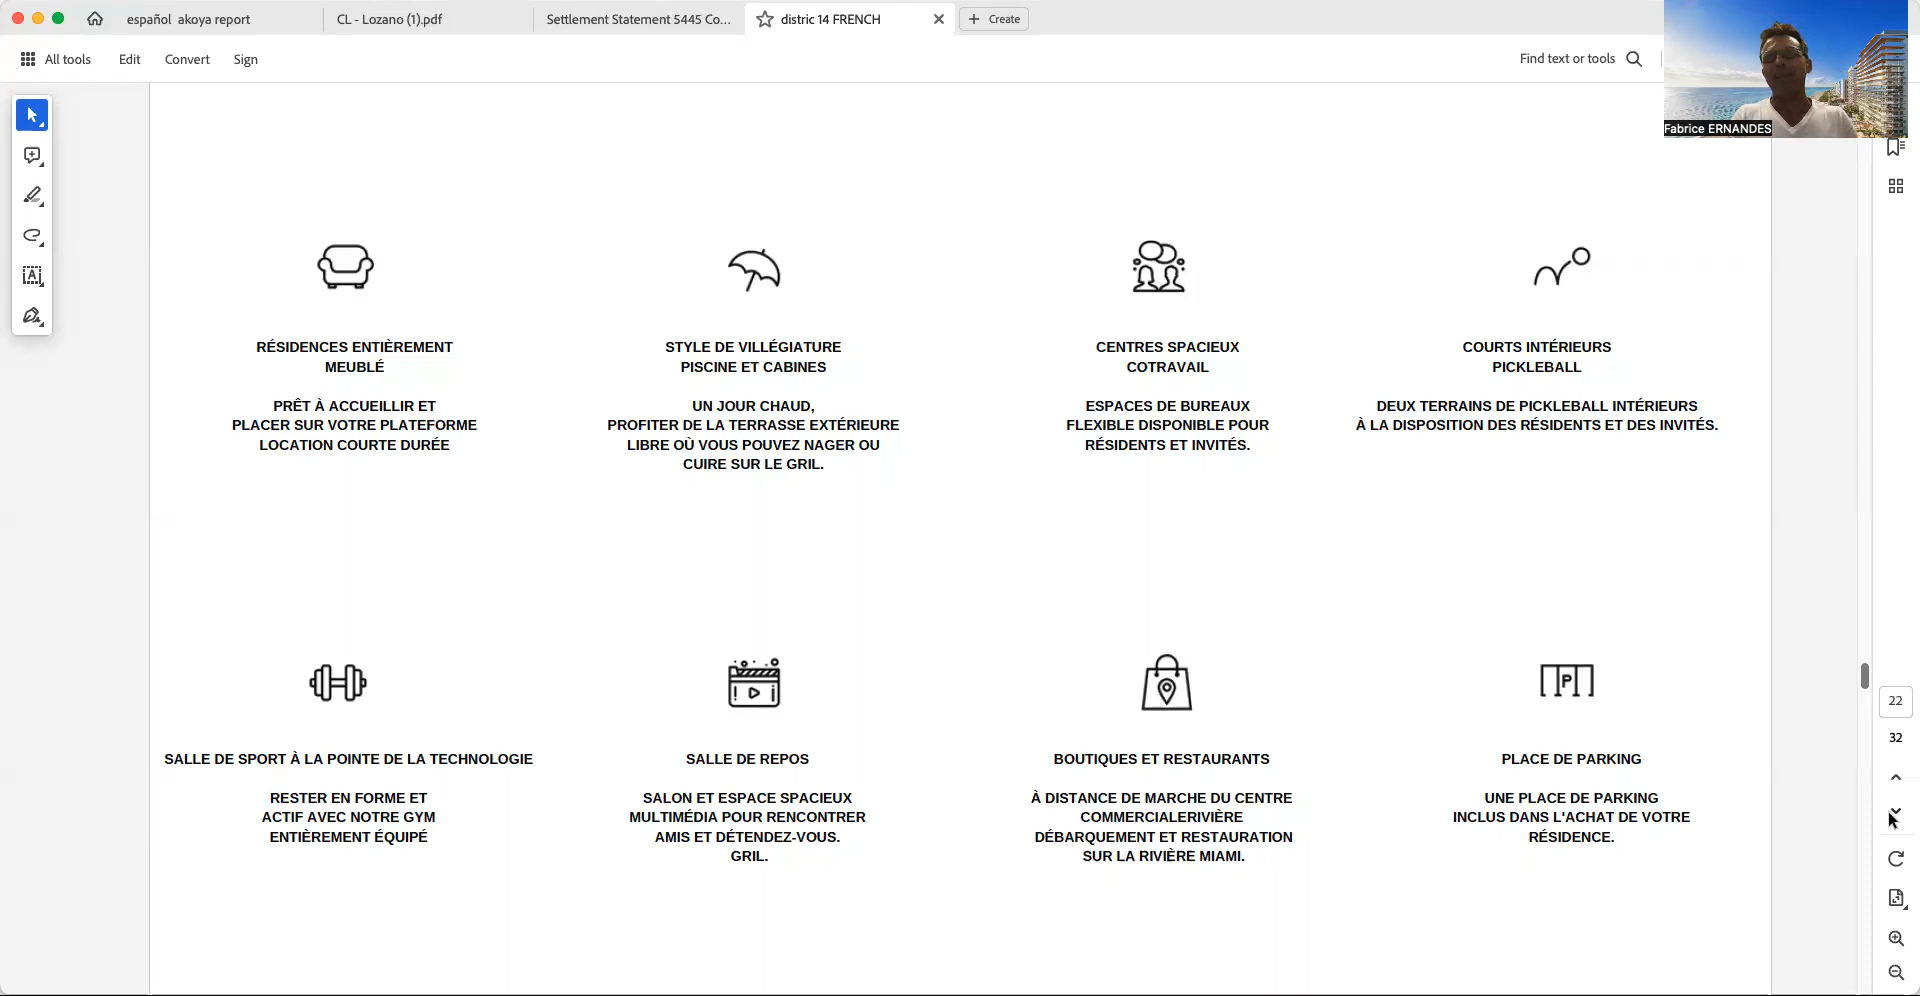 español akoya report
CL - Lozano (1).pdf
Settlement Statement 5445 Co...
distric 14 FRENCH
Create
All tools
Edit
Convert
Sign
Find text or tools
Fabrice ERNANDES
RÉSIDENCES ENTIÈREMENT
MEUBLÉ
PRÊT À ACCUEILLIR ET
PLACER SUR VOTRE PLATEFORME
LOCATION COURTE DURÉE
STYLE DE VILLÉGIATURE
PISCINE ET CABINES
UN JOUR CHAUD,
PROFITER DE LA TERRASSE EXTÉRIEURE
LIBRE OÙ VOUS POUVEZ NAGER OU
CUIRE SUR LE GRIL.
CENTRES SPACIEUX
COTRAVAIL
ESPACES DE BUREAUX
FLEXIBLE DISPONIBLE POUR
RÉSIDENTS ET INVITÉS.
COURTS INTÉRIEURS
PICKLEBALL
DEUX TERRAINS DE PICKLEBALL INTÉRIEURS
À LA DISPOSITION DES RÉSIDENTS ET DES INVITÉS.
SALLE DE SPORT À LA POINTE DE LA TECHNOLOGIE
RESTER EN FORME ET
ACTIF AVEC NOTRE GYM
ENTIÈREMENT ÉQUIPÉ
SALLE DE REPOS
SALON ET ESPACE SPACIEUX
MULTIMÉDIA POUR RENCONTRER
AMIS ET DÉTENDEZ-VOUS.
GRIL.
BOUTIQUES ET RESTAURANTS
À DISTANCE DE MARCHE DU CENTRE
COMMERCIALERIVIÈRE
DÉBARQUEMENT ET RESTAURATION
SUR LA RIVIÈRE MIAMI.
P
PLACE DE PARKING
UNE PLACE DE PARKING
INCLUS DANS L'ACHAT DE VOTRE
RÉSIDENCE.
22
32